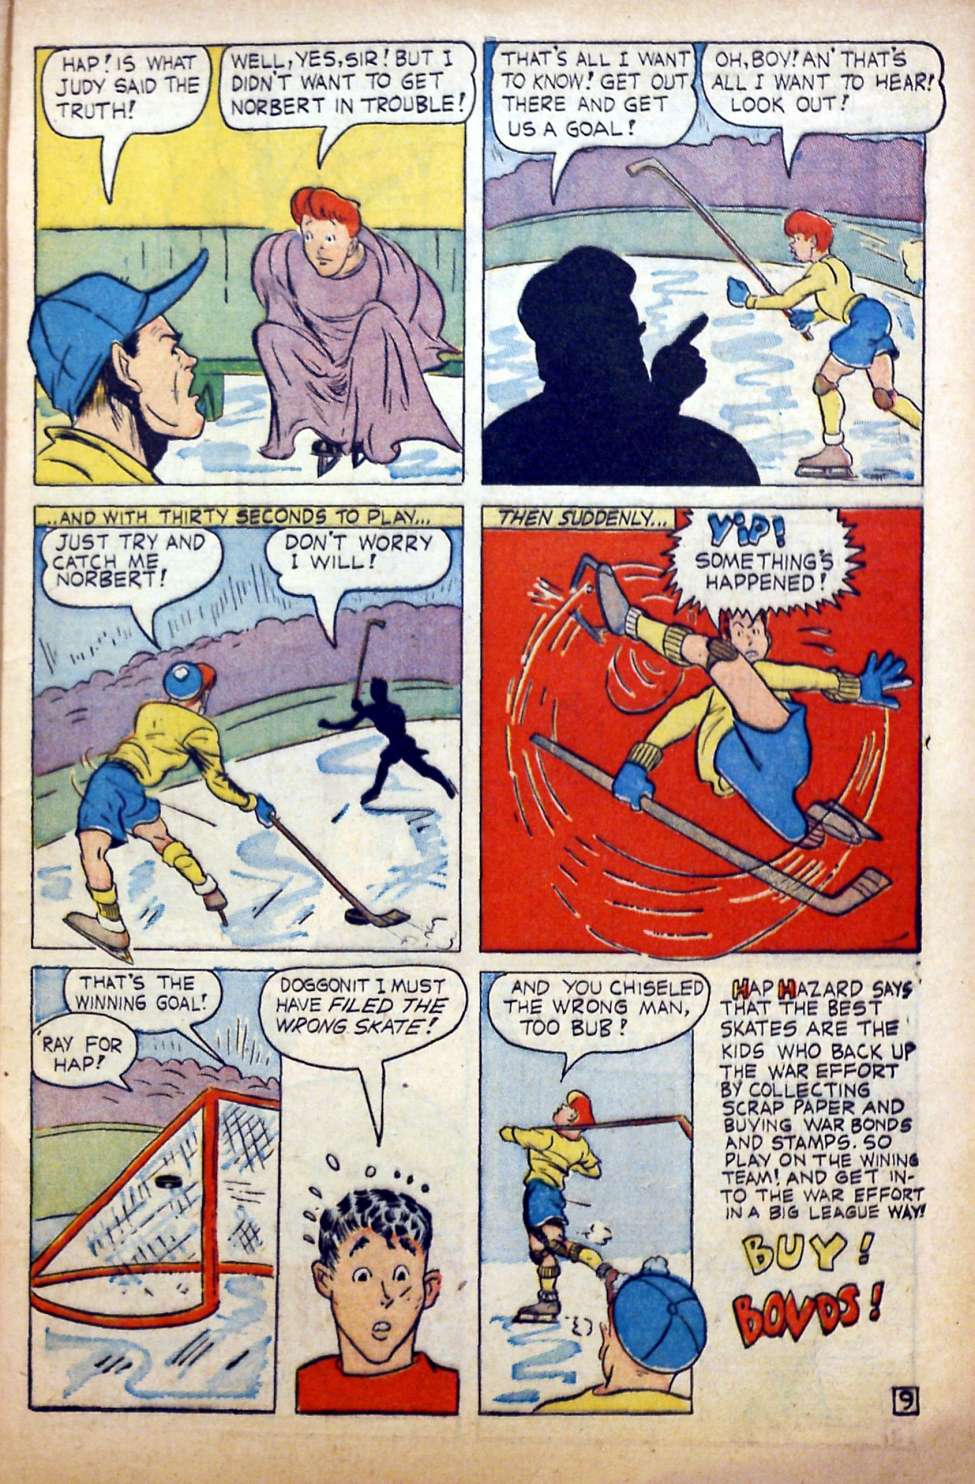 HAP! IS WHAT
JUDY SAID THE
TRUTH!
WELL, YES, SIR! BUT I
DIDN'T WANT TO GET
NORBERT IN TROUBLE!
THAT'S ALL I WANT
TO KNOW! GET OUT
THERE AND GET
US A GOAL!
OH, BOY! AN' THAT'S
ALL I WANT TO HEAR!
LOOK OUT!
..AND WITH THIRTY SECONDS TO PLAY...
JUST TRY AND
CATCH ME,
NORBERT!
DON'T WORRY
I WILL!
THEN SUDDENLY...
YIP!
SOMETHING'S
HAPPENED!
THAT'S THE
WINNING GOAL!
'RAY FOR
HAP!
DOGGONIT I MUST
HAVE FILED THE
WRONG SKATE!
AND YOU CHISELED
THE WRONG MAN,
TOO BUB!
HAP HAZARD SAYS
THAT THE BEST
SKATES ARE THE
KIDS WHO BACK UP
THE WAR EFFORT
BY COLLECTING
SCRAP PAPER AND
BUYING WAR BONDS
AND STAMPS. SO
PLAY ON THE WINING
TEAM! AND GET IN-
TO THE WAR EFFORT
IN A BIG LEAGUE WAY!
BUY!
BONDS!
9